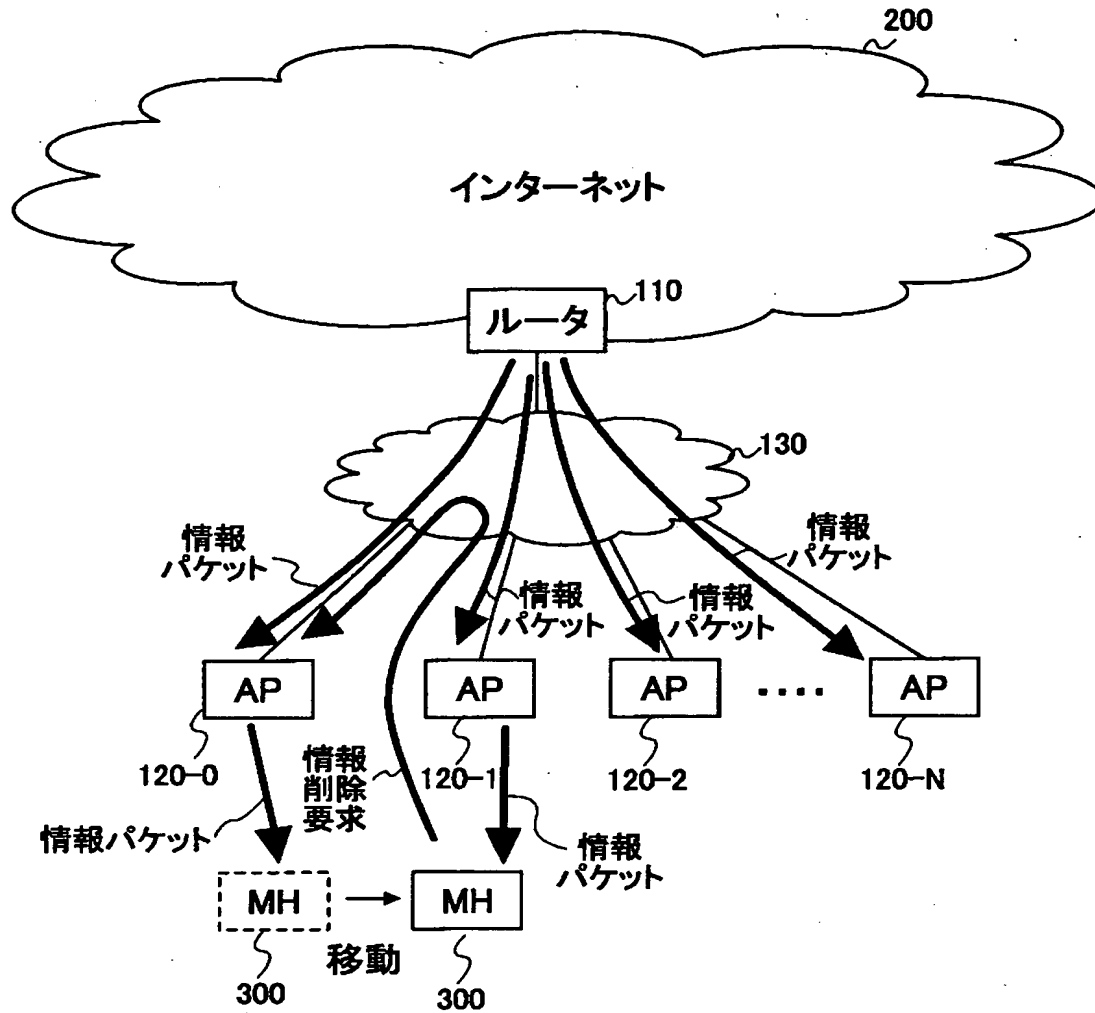 200
インターネット
110
ルータ
130
情報
パケット
情報
パケット
情報
パケット
情報
パケット
AP
AP
AP
‥‥
AP
120-0
120-1
120-2
120-N
情報
削除
要求
情報パケット
情報
パケット
MH
MH
移動
300
300